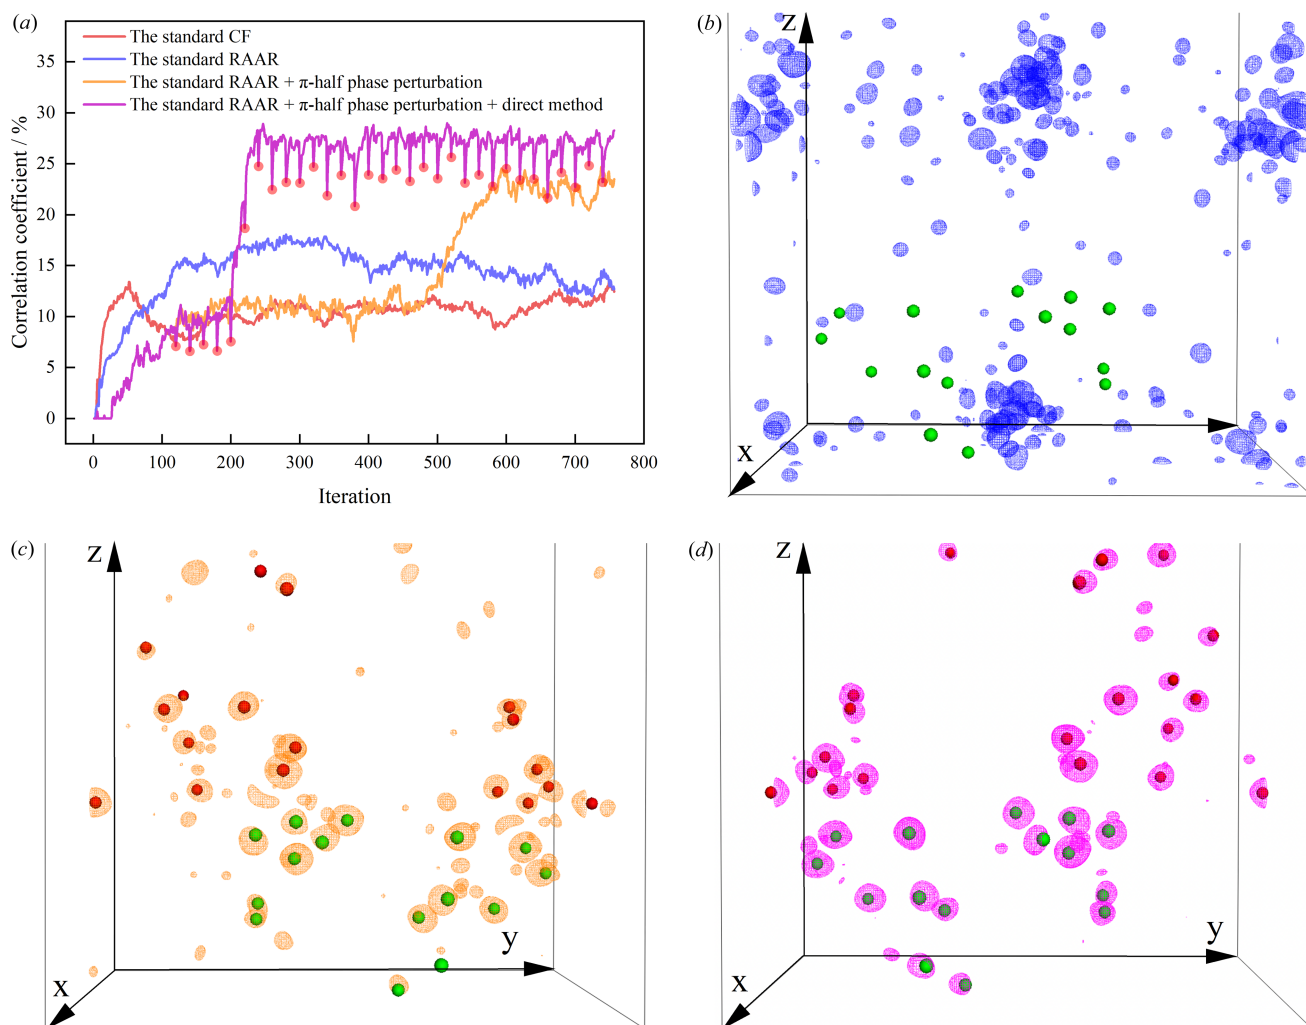 (a)
The standard CF
The standard RAAR
The standard RAAR + π-half phase perturbation
The standard RAAR + π-half phase perturbation + direct method
Correlation coefficient / %
35
30
25
20
15
10
5
0
0 100 200 300 400 500 600 700 800
Iteration
(b)
z
x
(c)
z
y
x
(d)
z
y
x